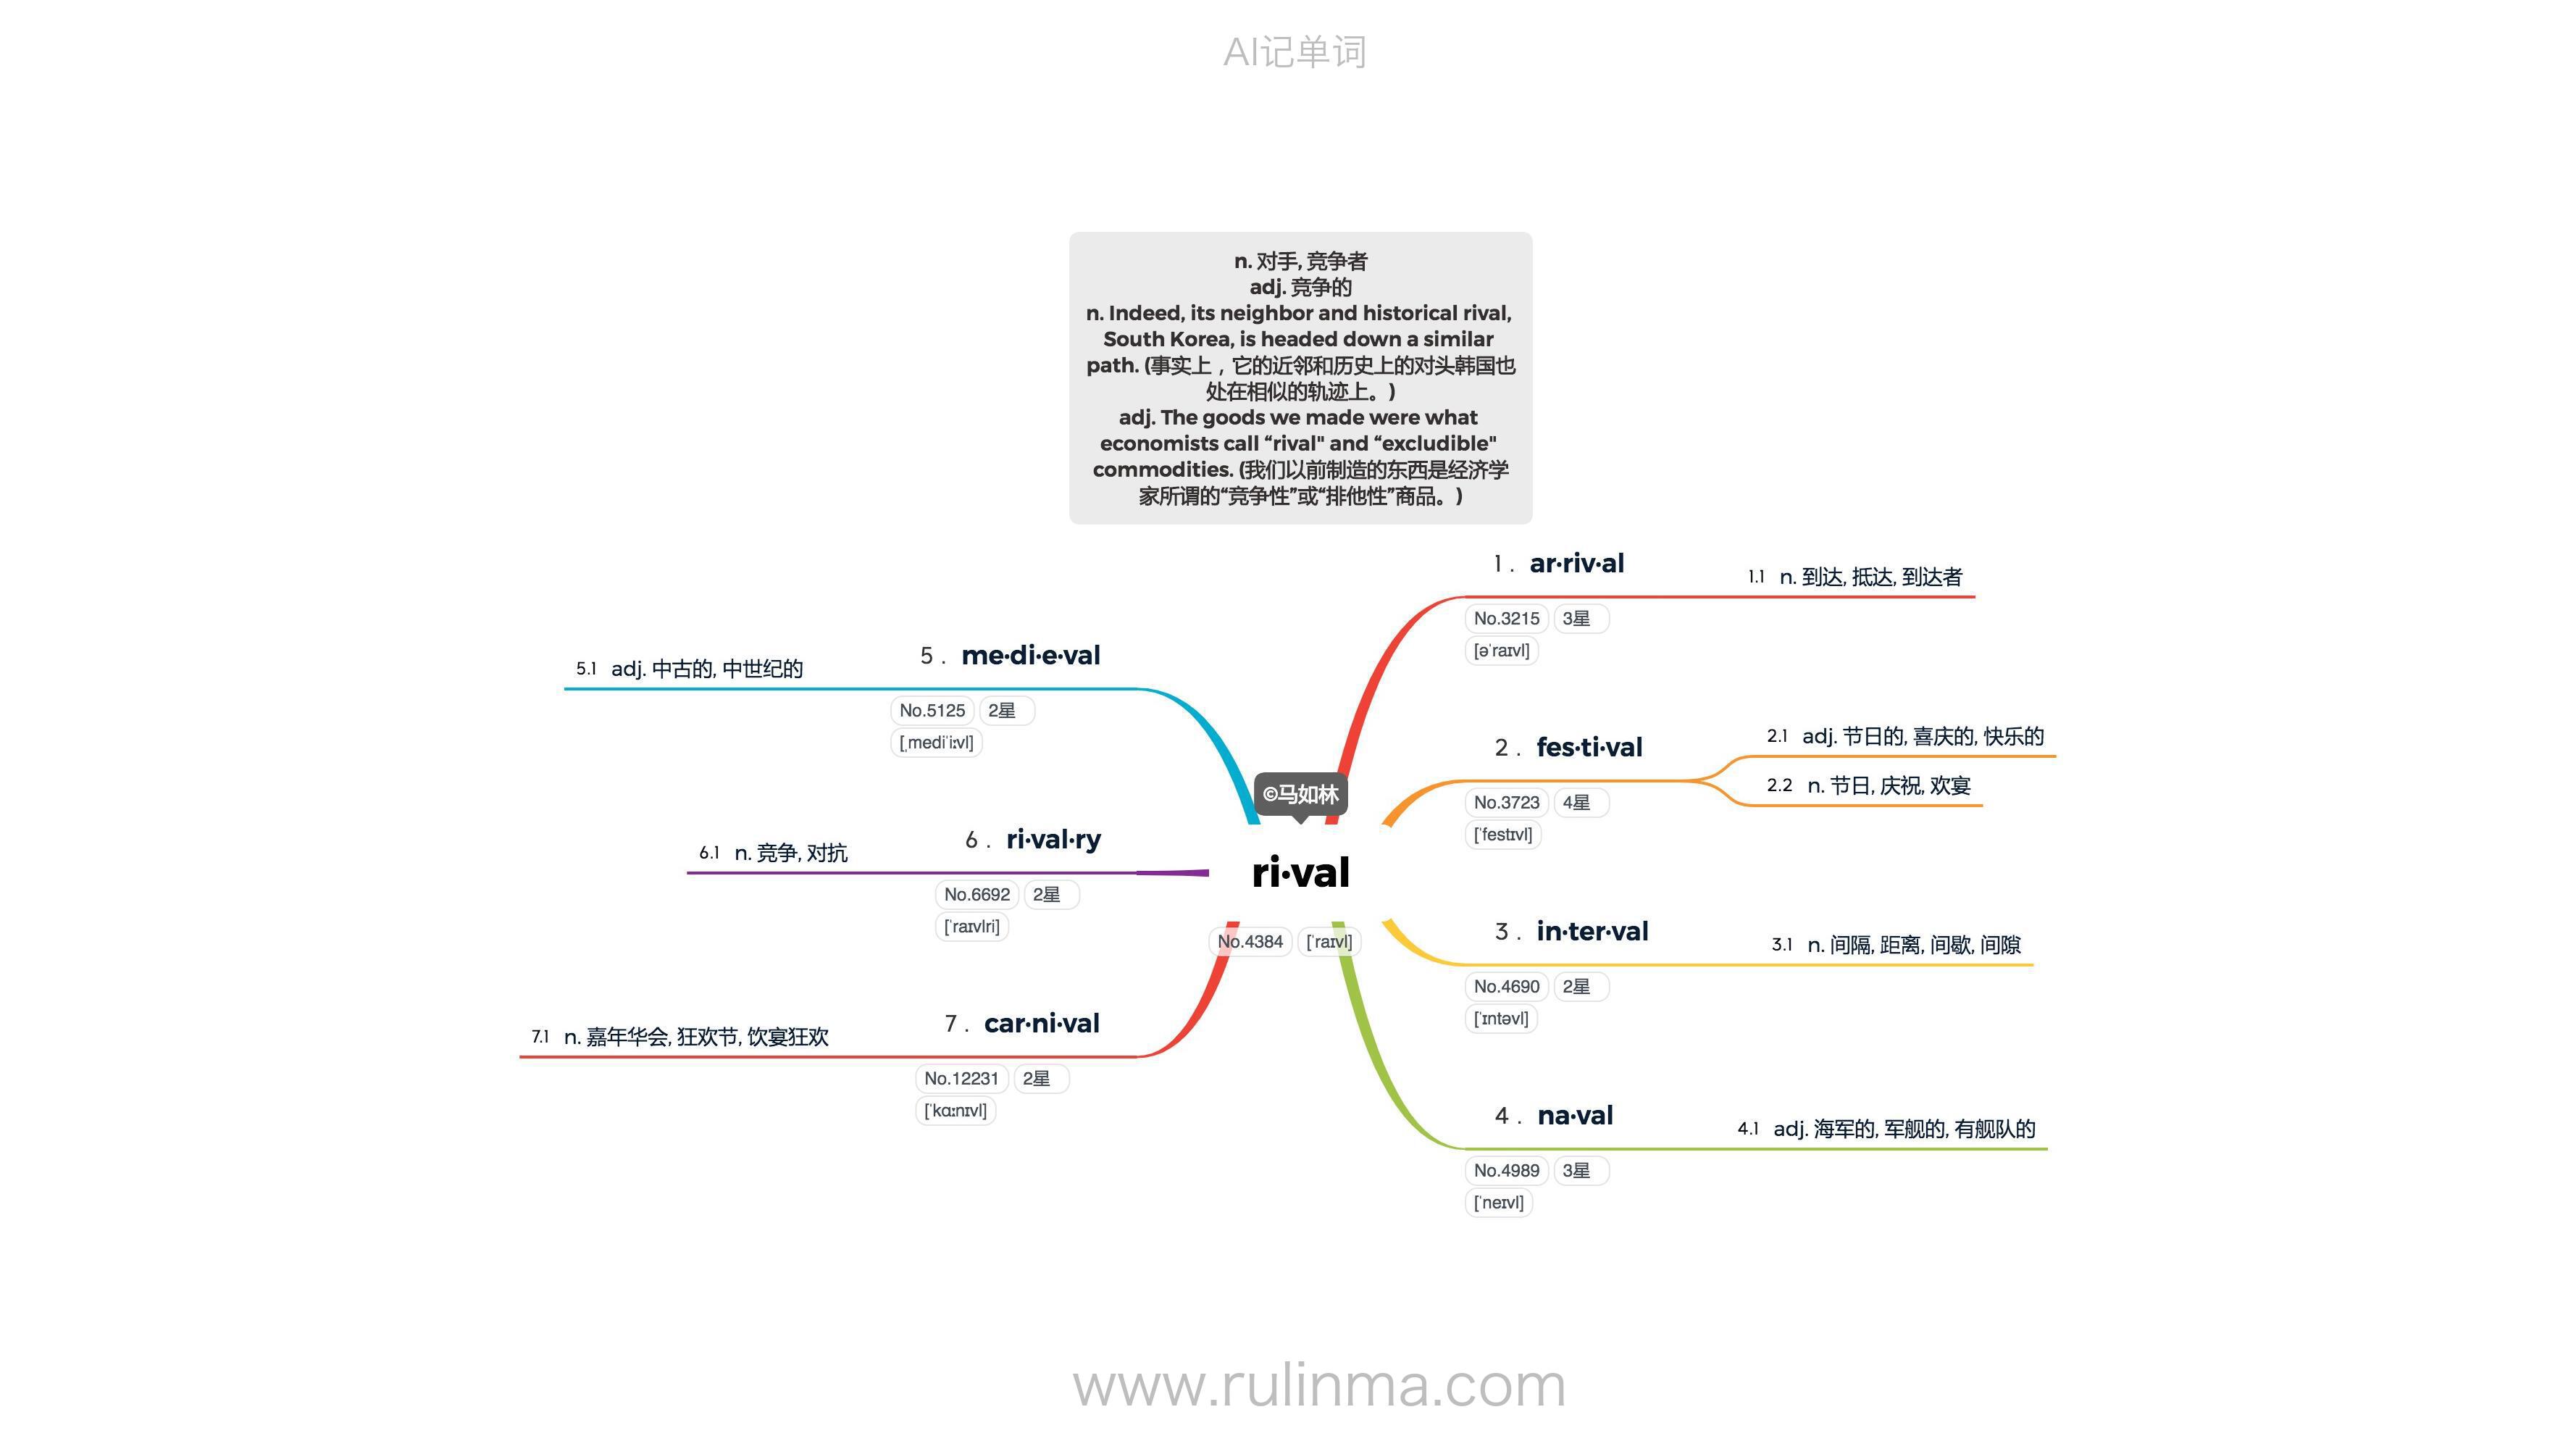 AI记单词
n. 对手, 竞争者
adj. 竞争的
n. Indeed, its neighbor and historical rival,
South Korea, is headed down a similar
path. (事实上，它的近邻和历史上的对头韩国也
处在相似的轨迹上。)
adj. The goods we made were what
economists call “rival" and “excludible"
commodities. (我们以前制造的东西是经济学
家所谓的“竞争性”或“排他性”商品。)
©马如林
ri·val
No.4384 [ˈraɪvl]
1. ar·riv·al
No.3215 3星
[əˈraɪvl]
1.1 n. 到达, 抵达, 到达者
2. fes·ti·val
No.3723 4星
[ˈfestɪvl]
2.1 adj. 节日的, 喜庆的, 快乐的
2.2 n. 节日, 庆祝, 欢宴
3. in·ter·val
No.4690 2星
[ˈɪntəvl]
3.1 n. 间隔, 距离, 间歇, 间隙
4. na·val
No.4989 3星
[ˈneɪvl]
4.1 adj. 海军的, 军舰的, 有舰队的
5. me·di·e·val
No.5125 2星
[ˌmediˈiːvl]
5.1 adj. 中古的, 中世纪的
6. ri·val·ry
No.6692 2星
[ˈraɪvlri]
6.1 n. 竞争, 对抗
7. car·ni·val
No.12231 2星
[ˈkɑːnɪvl]
7.1 n. 嘉年华会, 狂欢节, 饮宴狂欢
www.rulinma.com